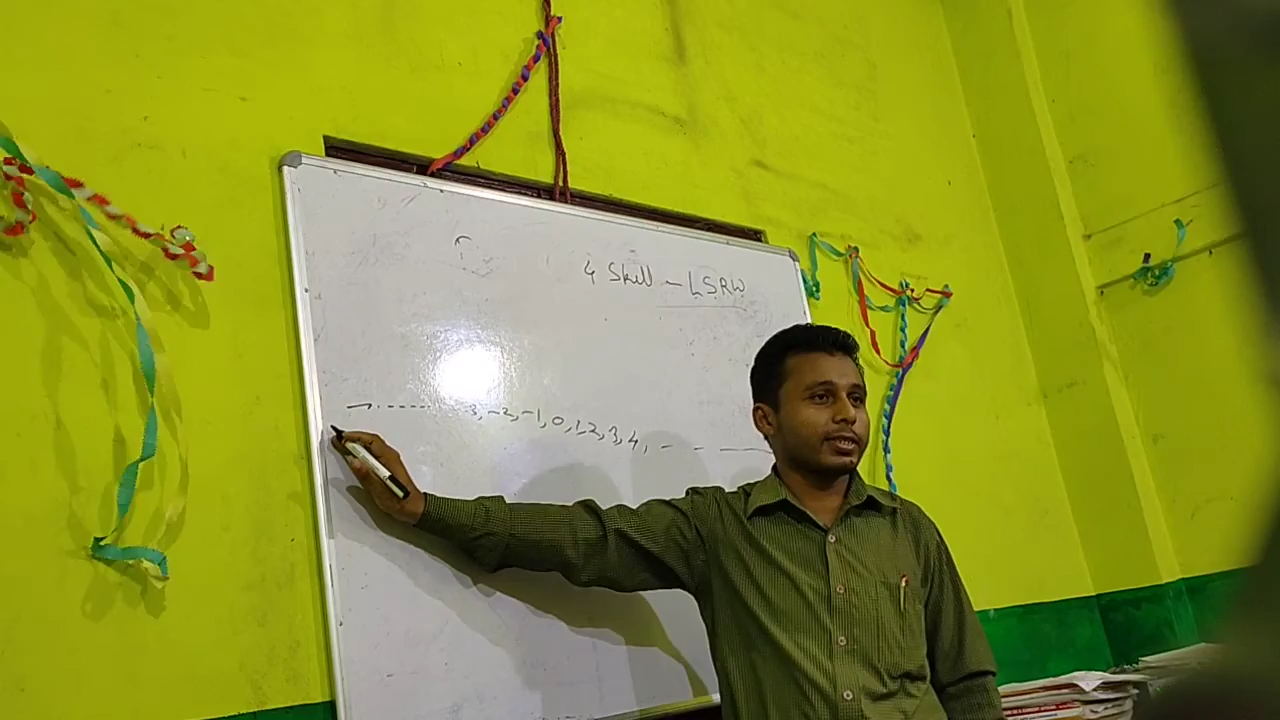 4 Skill - LSRW
- ------ 3, -2, -1, 0, 1, 2, 3, 4, - - —